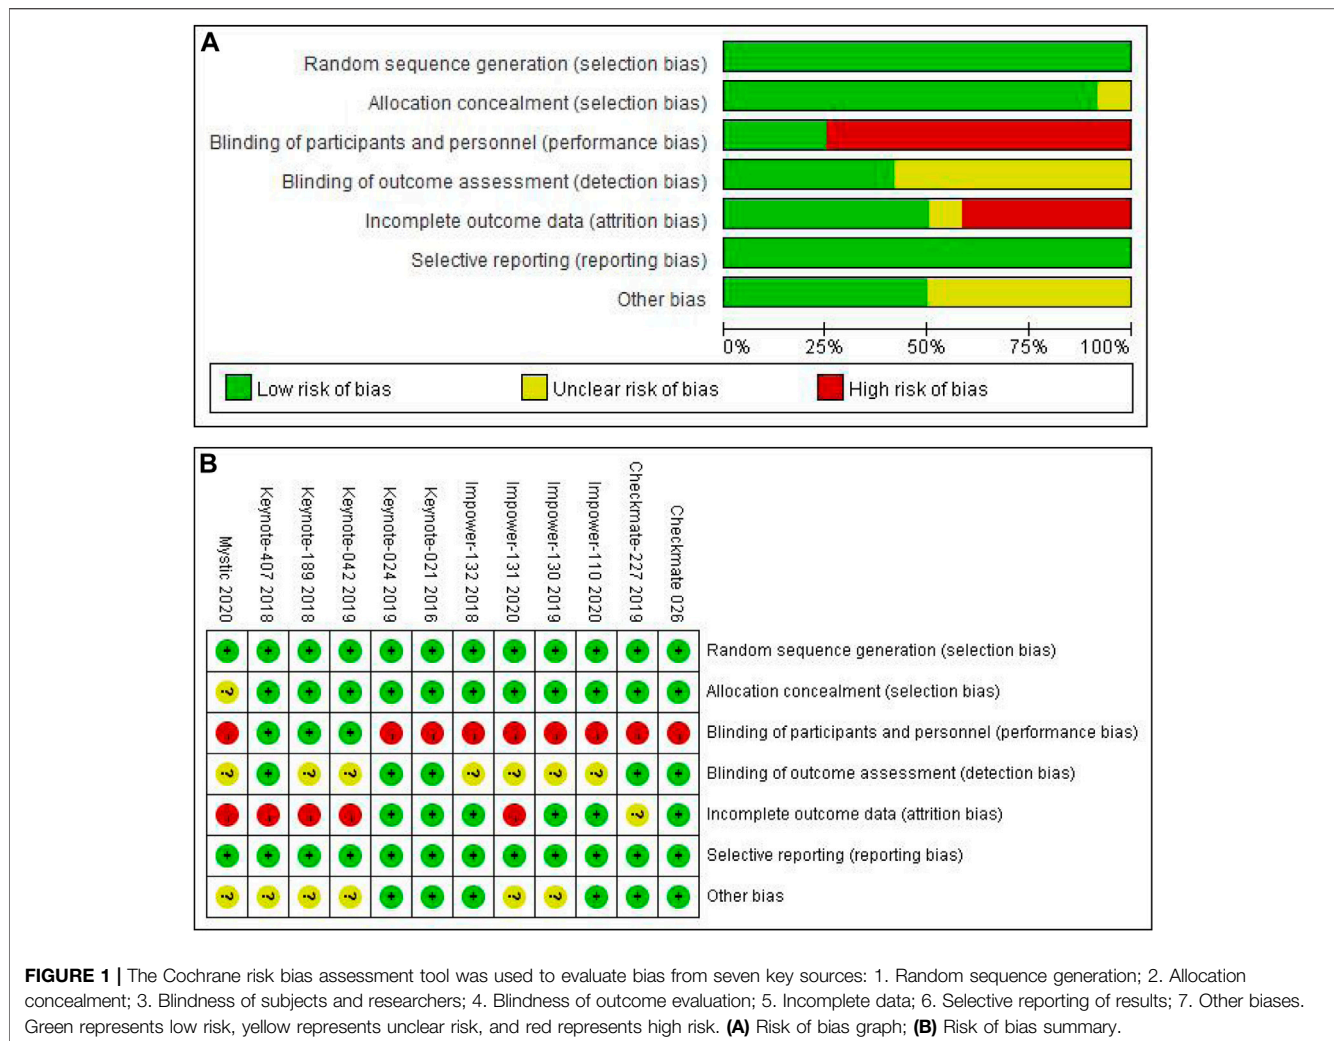 A
Random sequence generation (selection bias)
Allocation concealment (selection bias)
Blinding of participants and personnel (performance bias)
Blinding of outcome assessment (detection bias)
Incomplete outcome data (attrition bias)
Selective reporting (reporting bias)
Other bias
0% 25% 50% 75% 100%
Low risk of bias Unclear risk of bias High risk of bias
B
Mystic 2020
Keynote-407 2018
Keynote-189 2018
Keynote-042 2019
Keynote-024 2019
Keynote-021 2016
Impower-132 2018
Impower-131 2020
Impower-130 2019
Impower-110 2020
Checkmate-227 2019
Checkmate 026
+ + + + + + + + + + + + Random sequence generation (selection bias)
? + + + + + + + + + + + Allocation concealment (selection bias)
- + + + - - - - - - - - Blinding of participants and personnel (performance bias)
? + ? ? + + ? ? ? ? + + Blinding of outcome assessment (detection bias)
- - - - + + + - + + ? + Incomplete outcome data (attrition bias)
+ + + + + + + + + + + + Selective reporting (reporting bias)
? ? ? ? + + + ? ? + + + Other bias
FIGURE 1 | The Cochrane risk bias assessment tool was used to evaluate bias from seven key sources: 1. Random sequence generation; 2. Allocation
concealment; 3. Blindness of subjects and researchers; 4. Blindness of outcome evaluation; 5. Incomplete data; 6. Selective reporting of results; 7. Other biases.
Green represents low risk, yellow represents unclear risk, and red represents high risk. (A) Risk of bias graph; (B) Risk of bias summary.